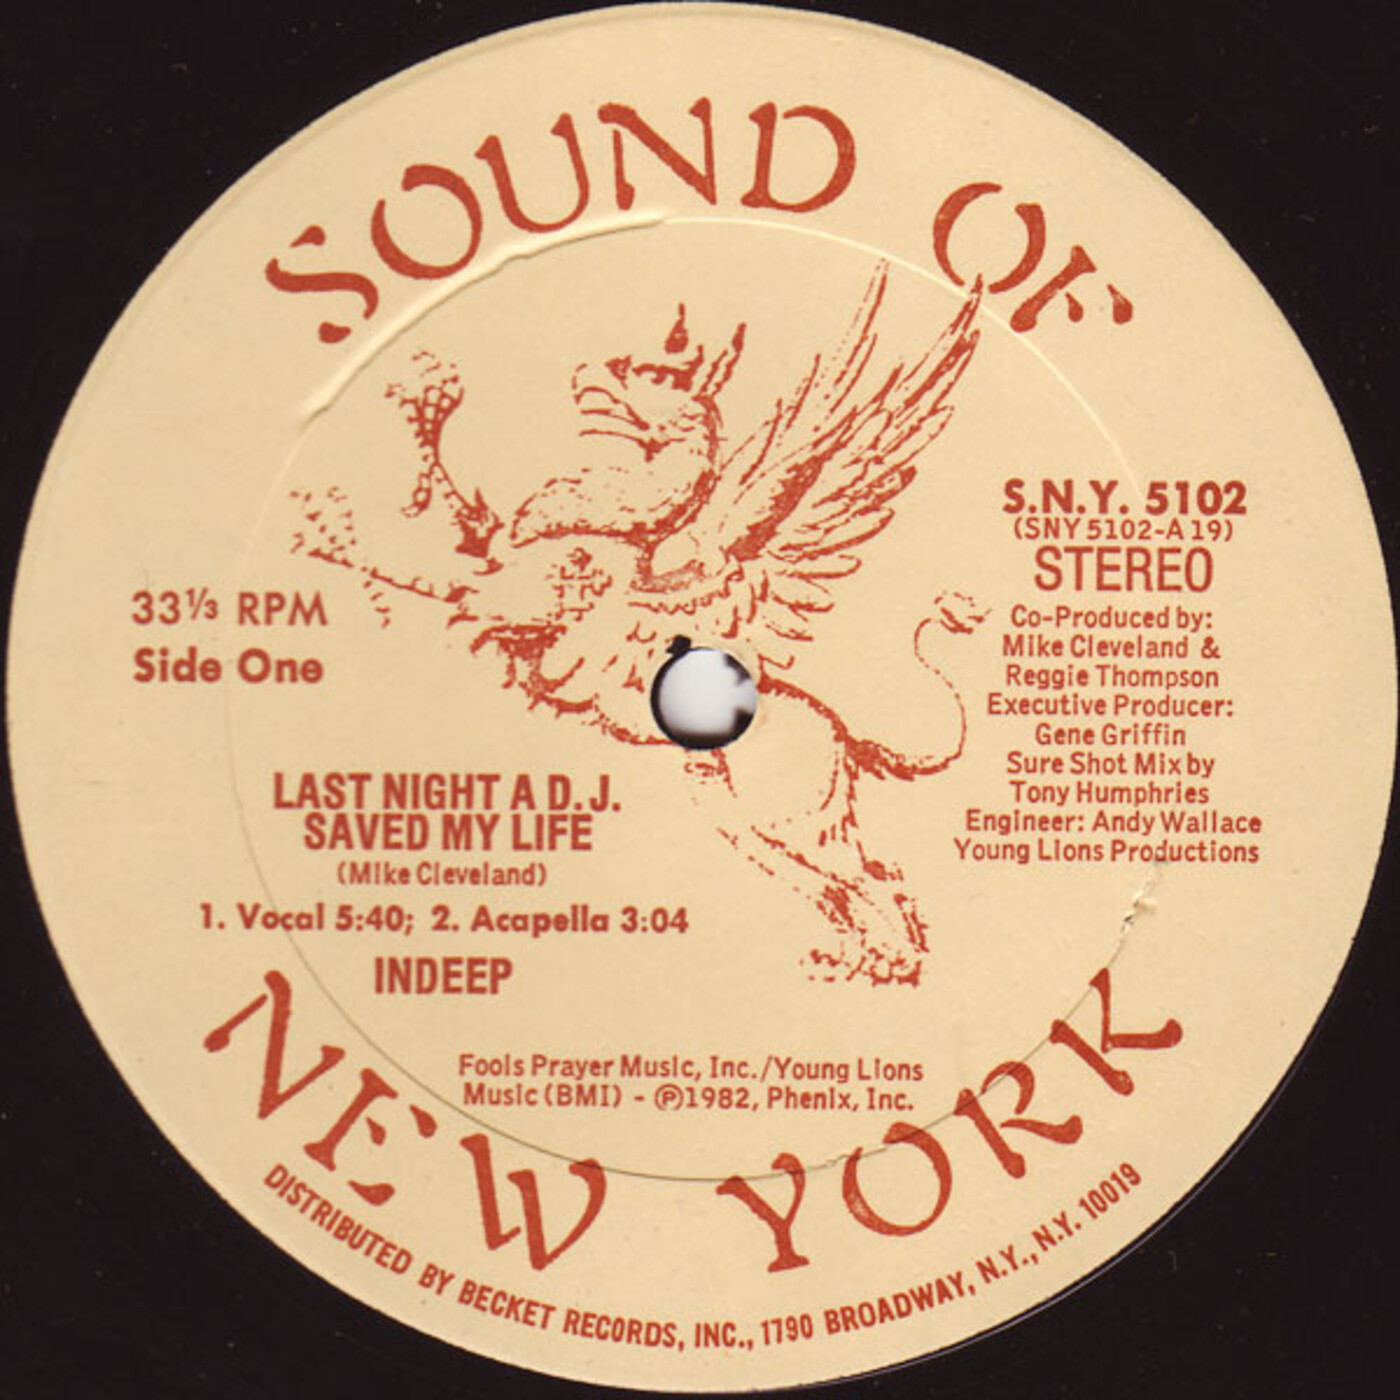 SOUND OF
S.N.Y. 5102
(SNY 5102-A 19)
STEREO
Co-Produced by:
Mike Cleveland &
Reggie Thompson
Executive Producer:
Gene Griffin
Sure Shot Mix by
Tony Humphries
Engineer: Andy Wallace
Young Lions Productions
33⅓ RPM
Side One
LAST NIGHT A D.J.
SAVED MY LIFE
(Mike Cleveland)
1. Vocal 5:40; 2. Acapella 3:04
INDEEP
Fools Prayer Music, Inc./Young Lions
Music (BMI) - ℗1982, Phenix, Inc.
NEW YORK
DISTRIBUTED BY BECKET RECORDS, INC., 1790 BROADWAY, N.Y., N.Y. 10019